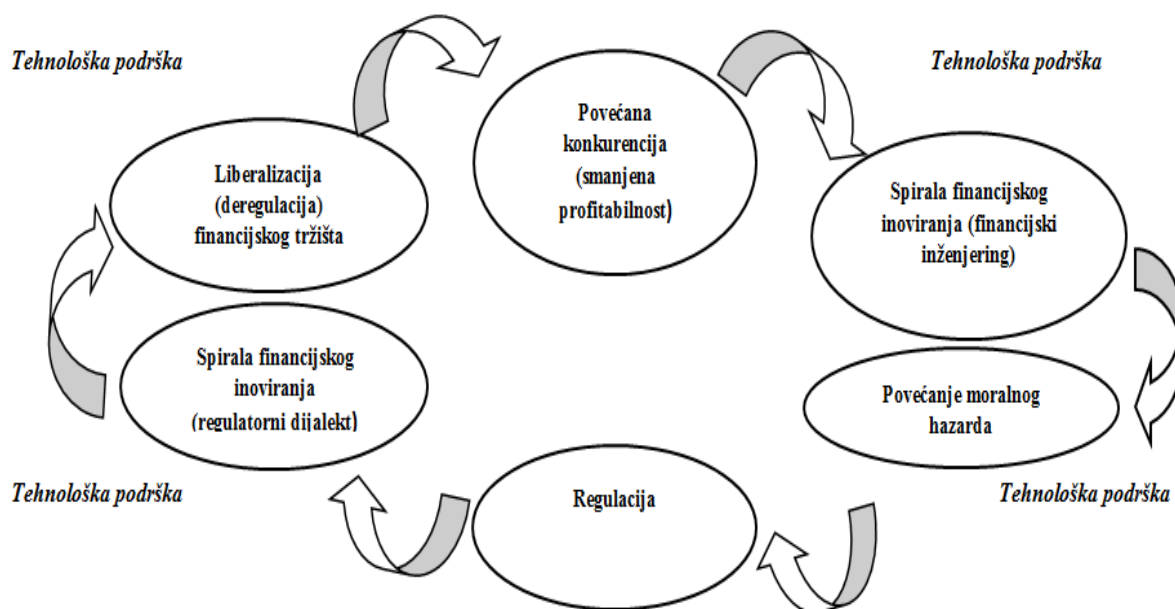 Tehnološka podrška
Tehnološka podrška
Povećana
konkurencija
(smanjena
profitabilnost)
Liberalizacija
(deregulacija)
financijskog tržišta
Spirala financijskog
inoviranja (financijski
inženjering)
Spirala financijskog
inoviranja
(regulatorni dijalekt)
Povećanje moralnog
hazarda
Regulacija
Tehnološka podrška
Tehnološka podrška